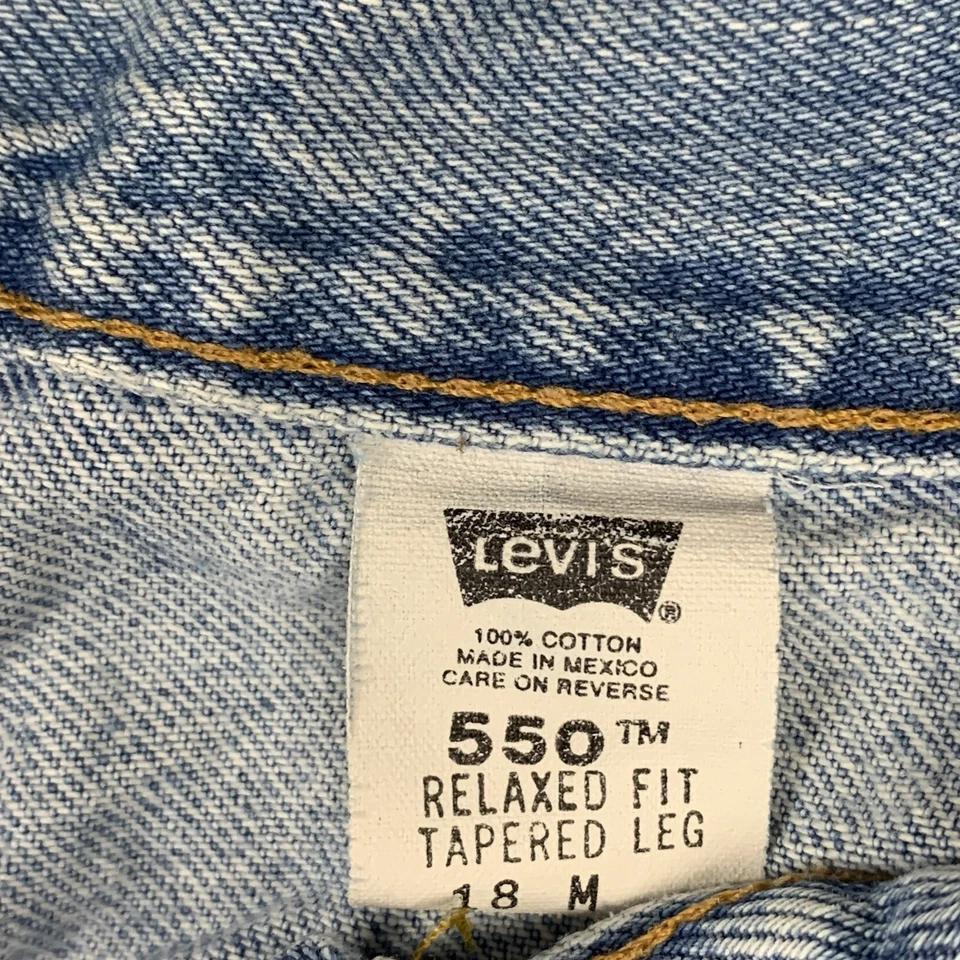 Levi's ®
100% COTTON
MADE IN MEXICO
CARE ON REVERSE
550™
RELAXED FIT
TAPERED LEG
18 M